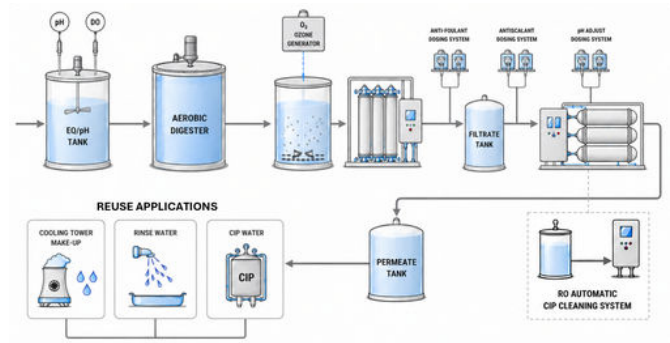 pH
DO
O₃
OZONE
GENERATOR
ANTI-FOULANT
DOSING SYSTEM
ANTISCALANT
DOSING SYSTEM
pH ADJUST
DOSING SYSTEM
EQ/pH
TANK
AEROBIC
DIGESTER
FILTRATE
TANK
REUSE APPLICATIONS
COOLING TOWER
MAKE-UP
RINSE WATER
CIP WATER
CIP
PERMEATE
TANK
RO AUTOMATIC
CIP CLEANING SYSTEM